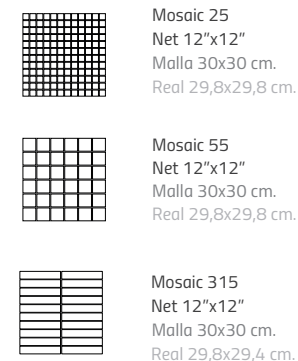 Mosaic 25
Net 12”x12”
Malla 30x30 cm.
Real 29,8x29,8 cm.
Mosaic 55
Net 12”x12”
Malla 30x30 cm.
Real 29,8x29,8 cm.
Mosaic 315
Net 12”x12”
Malla 30x30 cm.
Real 29,8x29,4 cm.